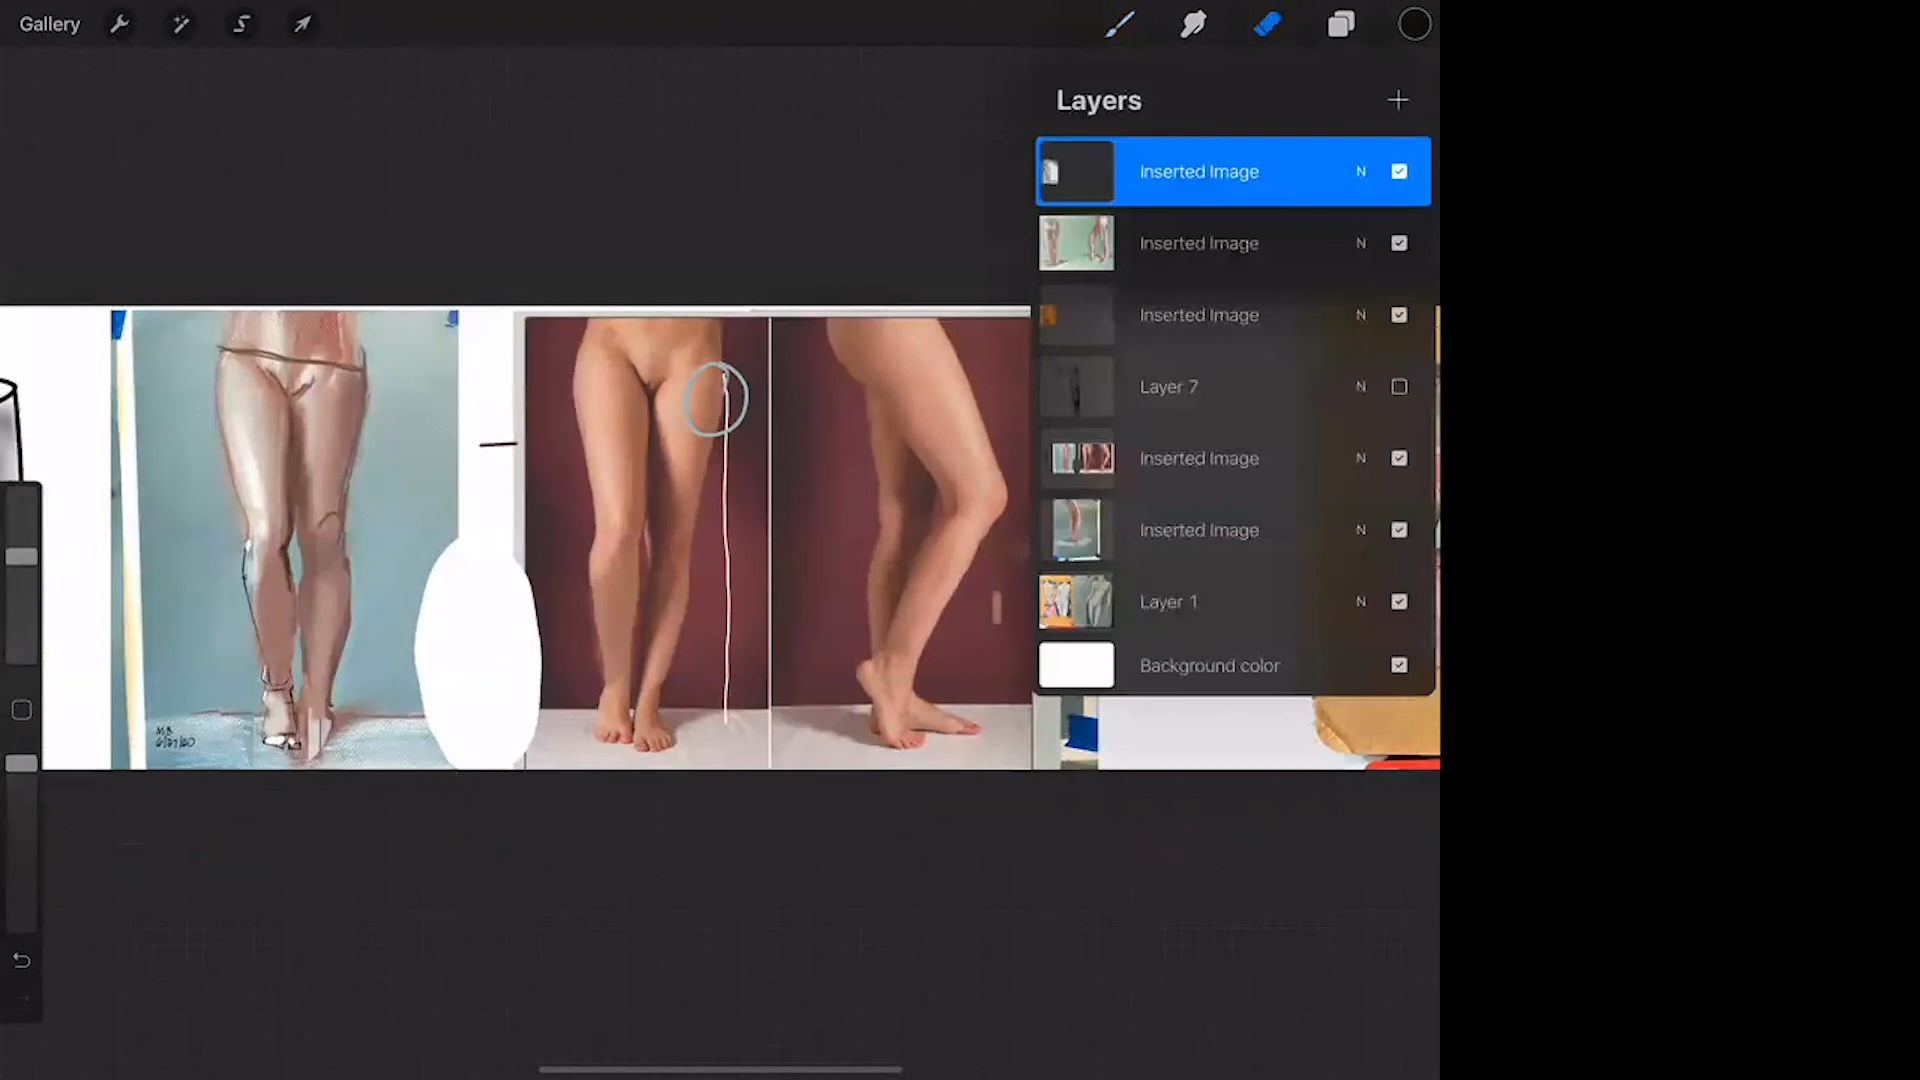 Gallery
Layers
Inserted Image N
Inserted Image N
Inserted Image N
Layer 7 N
Inserted Image N
Inserted Image N
Layer 1 N
Background color